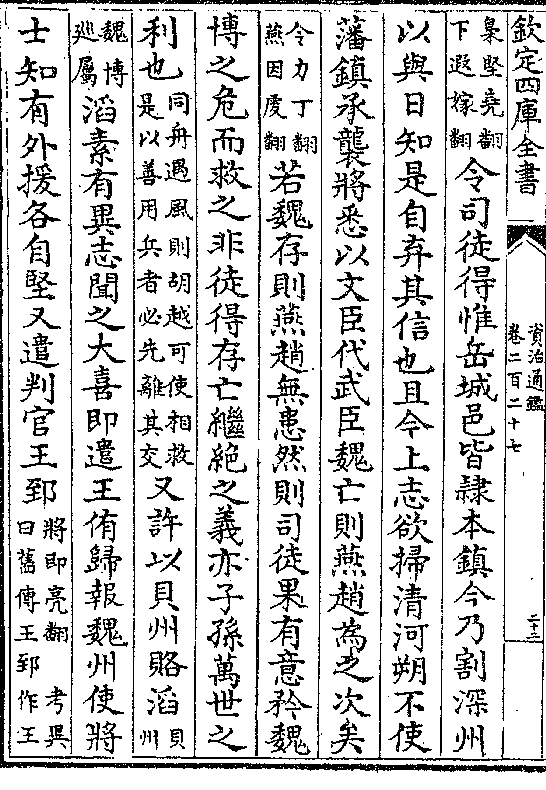 欽定四庫全書
資治通鑑
卷二百二十七
二十三
梟堅堯翻
下遐嫁翻
令司徒得惟岳城邑皆隷本鎮今乃割深州
以與日知是自弃其信也且今上志欲掃清河朔不使
藩鎮承襲將悉以文臣代武臣魏亡則燕趙為之次矣
令力丁翻
燕因䖍翻
若魏存則燕趙無患然則司徒果有意矜魏
博之危而救之非徒得存亡繼絕之義亦子孫萬世之
利也
同舟遇風則胡越可使相救
是以善用兵者必先離其交
又許以貝州賂滔
貝
州
魏博
廵屬
滔素有異志聞之大喜即遣王侑歸報魏州使將
士知有外援各自堅又遣判官王郅
將即亮翻 考異
曰舊傳王郅作王